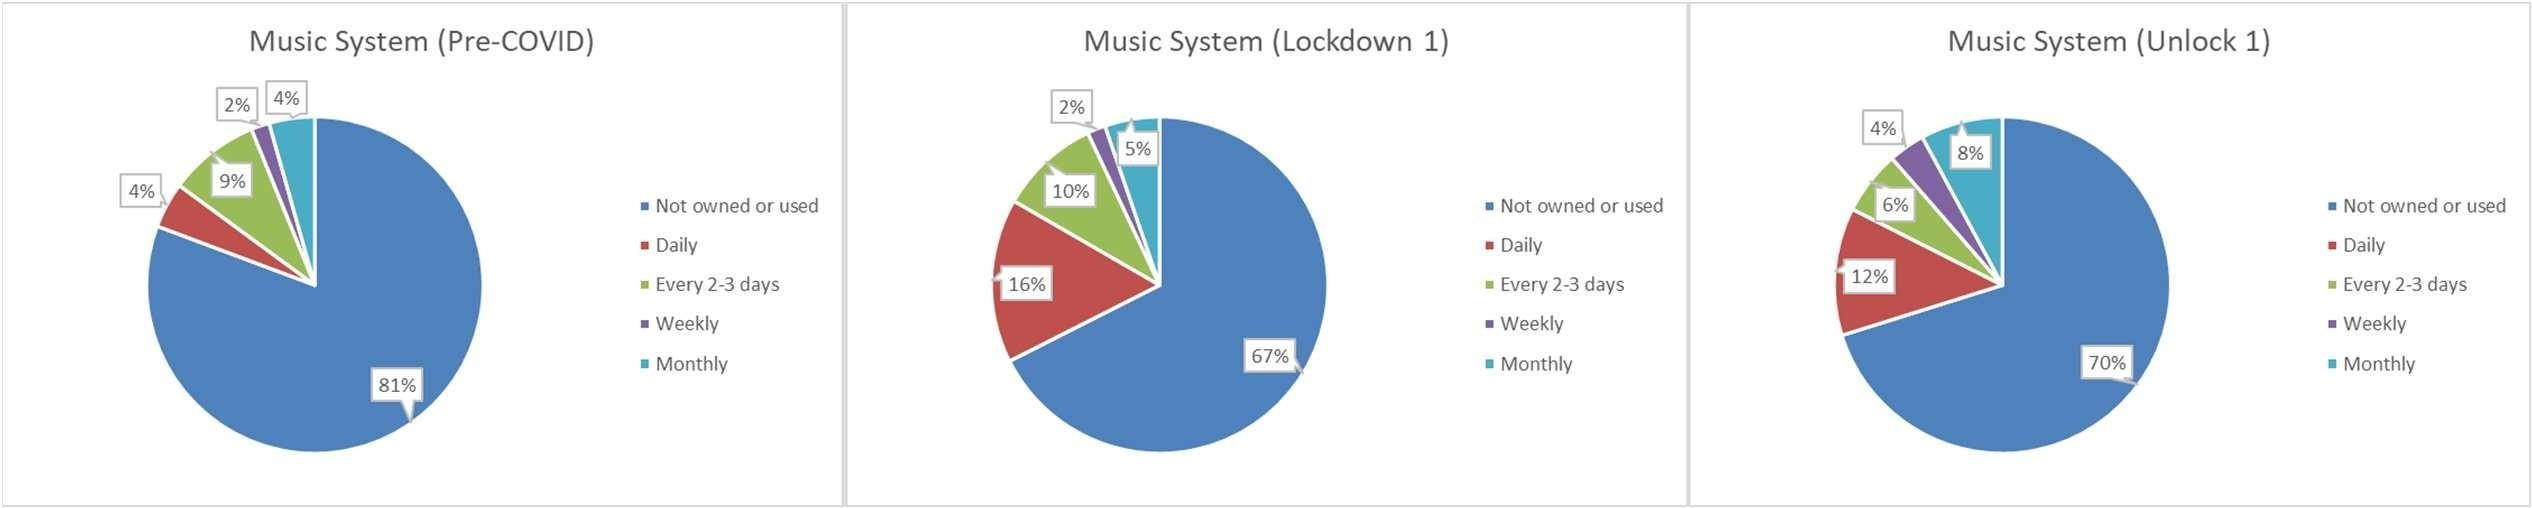 Music System (Pre-COVID)
2%
4%
4%
9%
81%
Not owned or used
Daily
Every 2-3 days
Weekly
Monthly
Music System (Lockdown 1)
2%
5%
10%
16%
67%
Not owned or used
Daily
Every 2-3 days
Weekly
Monthly
Music System (Unlock 1)
4%
8%
6%
12%
70%
Not owned or used
Daily
Every 2-3 days
Weekly
Monthly